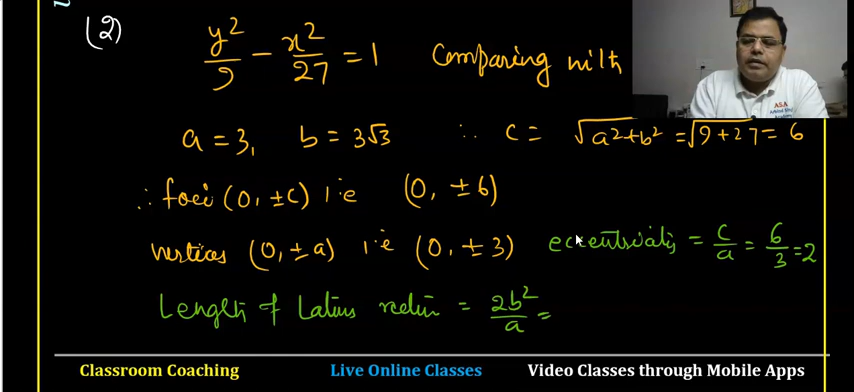 (2)
y²/9 - x²/27 = 1 Comparing with
a = 3, b = 3√3 ∴ c = √a²+b² = √9+27 = 6
∴ foci (0, ±c) i.e (0, ±6)
vertices (0, ±a) i.e (0, ±3) eccentricity = c/a = 6/3 = 2
Length of Latus rectum = 2b²/a =
ASA
Classroom Coaching Live Online Classes Video Classes through Mobile Apps